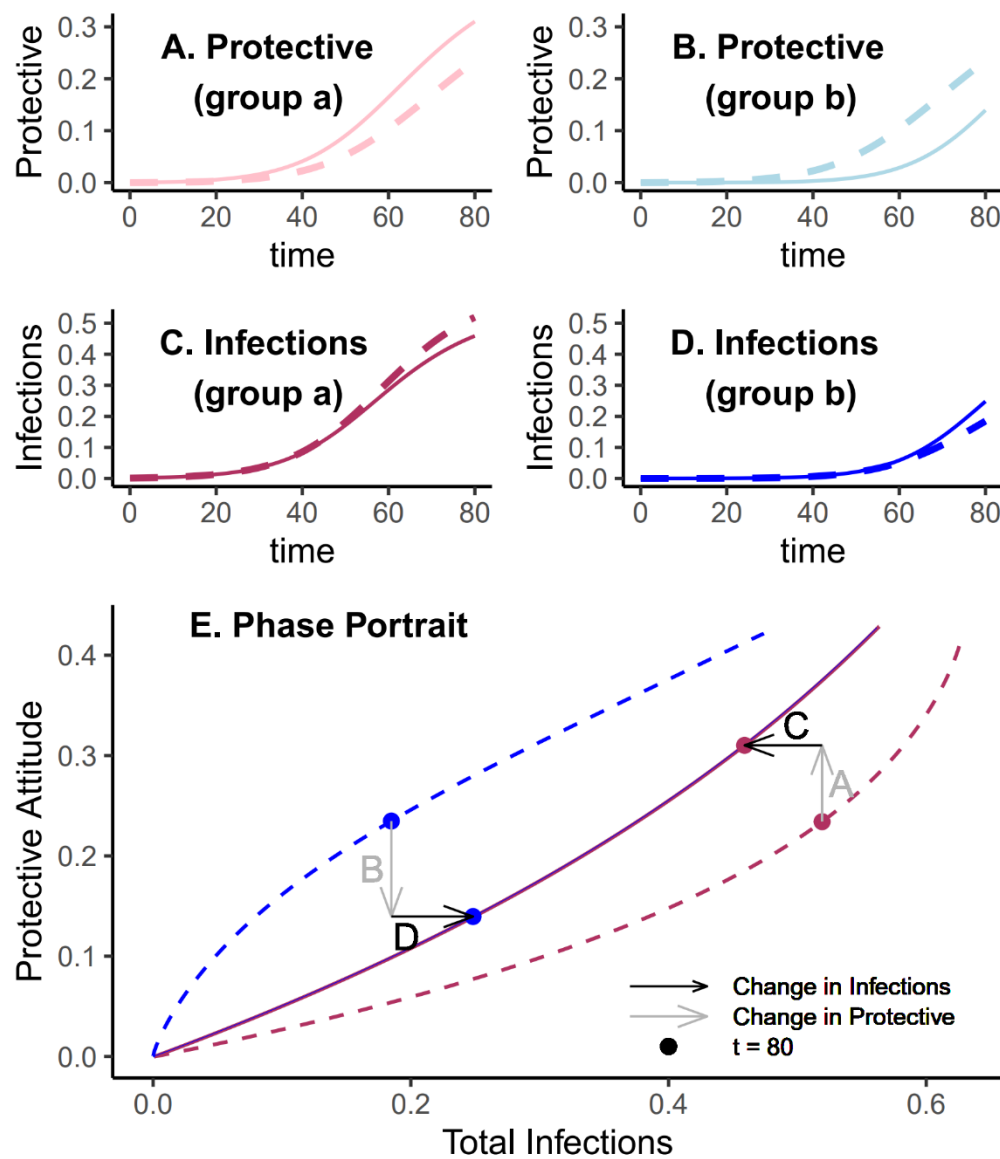 A. Protective
(group a)
Protective
0.3
0.2
0.1
0.0
0 20 40 60 80
time
B. Protective
(group b)
Protective
0.3
0.2
0.1
0.0
0 20 40 60 80
time
C. Infections
(group a)
Infections
0.5
0.4
0.3
0.2
0.1
0.0
0 20 40 60 80
time
D. Infections
(group b)
Infections
0.5
0.4
0.3
0.2
0.1
0.0
0 20 40 60 80
time
E. Phase Portrait
Protective Attitude
0.4
0.3
0.2
0.1
0.0
C
A
B
D
Change in Infections
Change in Protective
t = 80
0.0 0.2 0.4 0.6
Total Infections